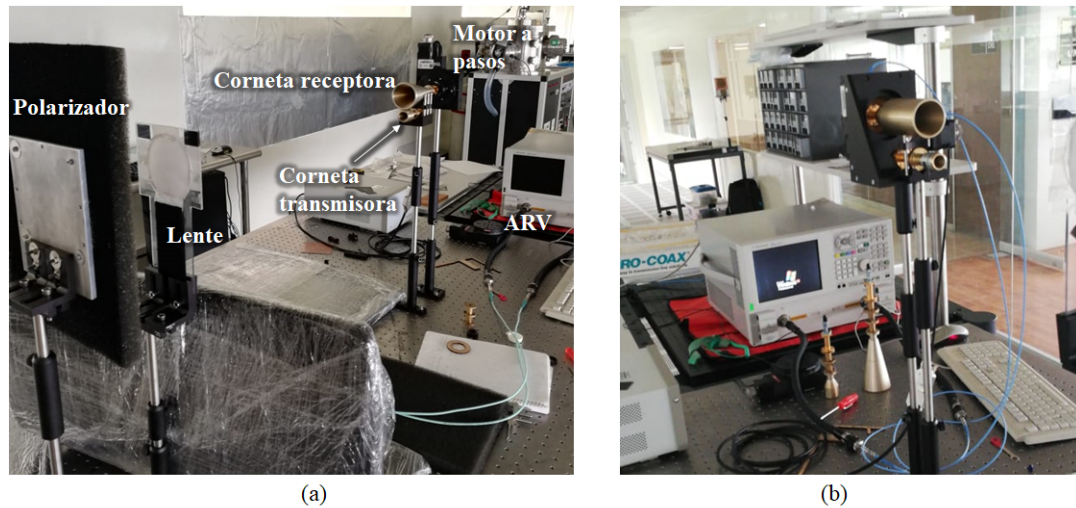 Motor a
pasos
Corneta receptora
Polarizador
Corneta
transmisora
Lente
ARV
RO-COAX
(a)
(b)